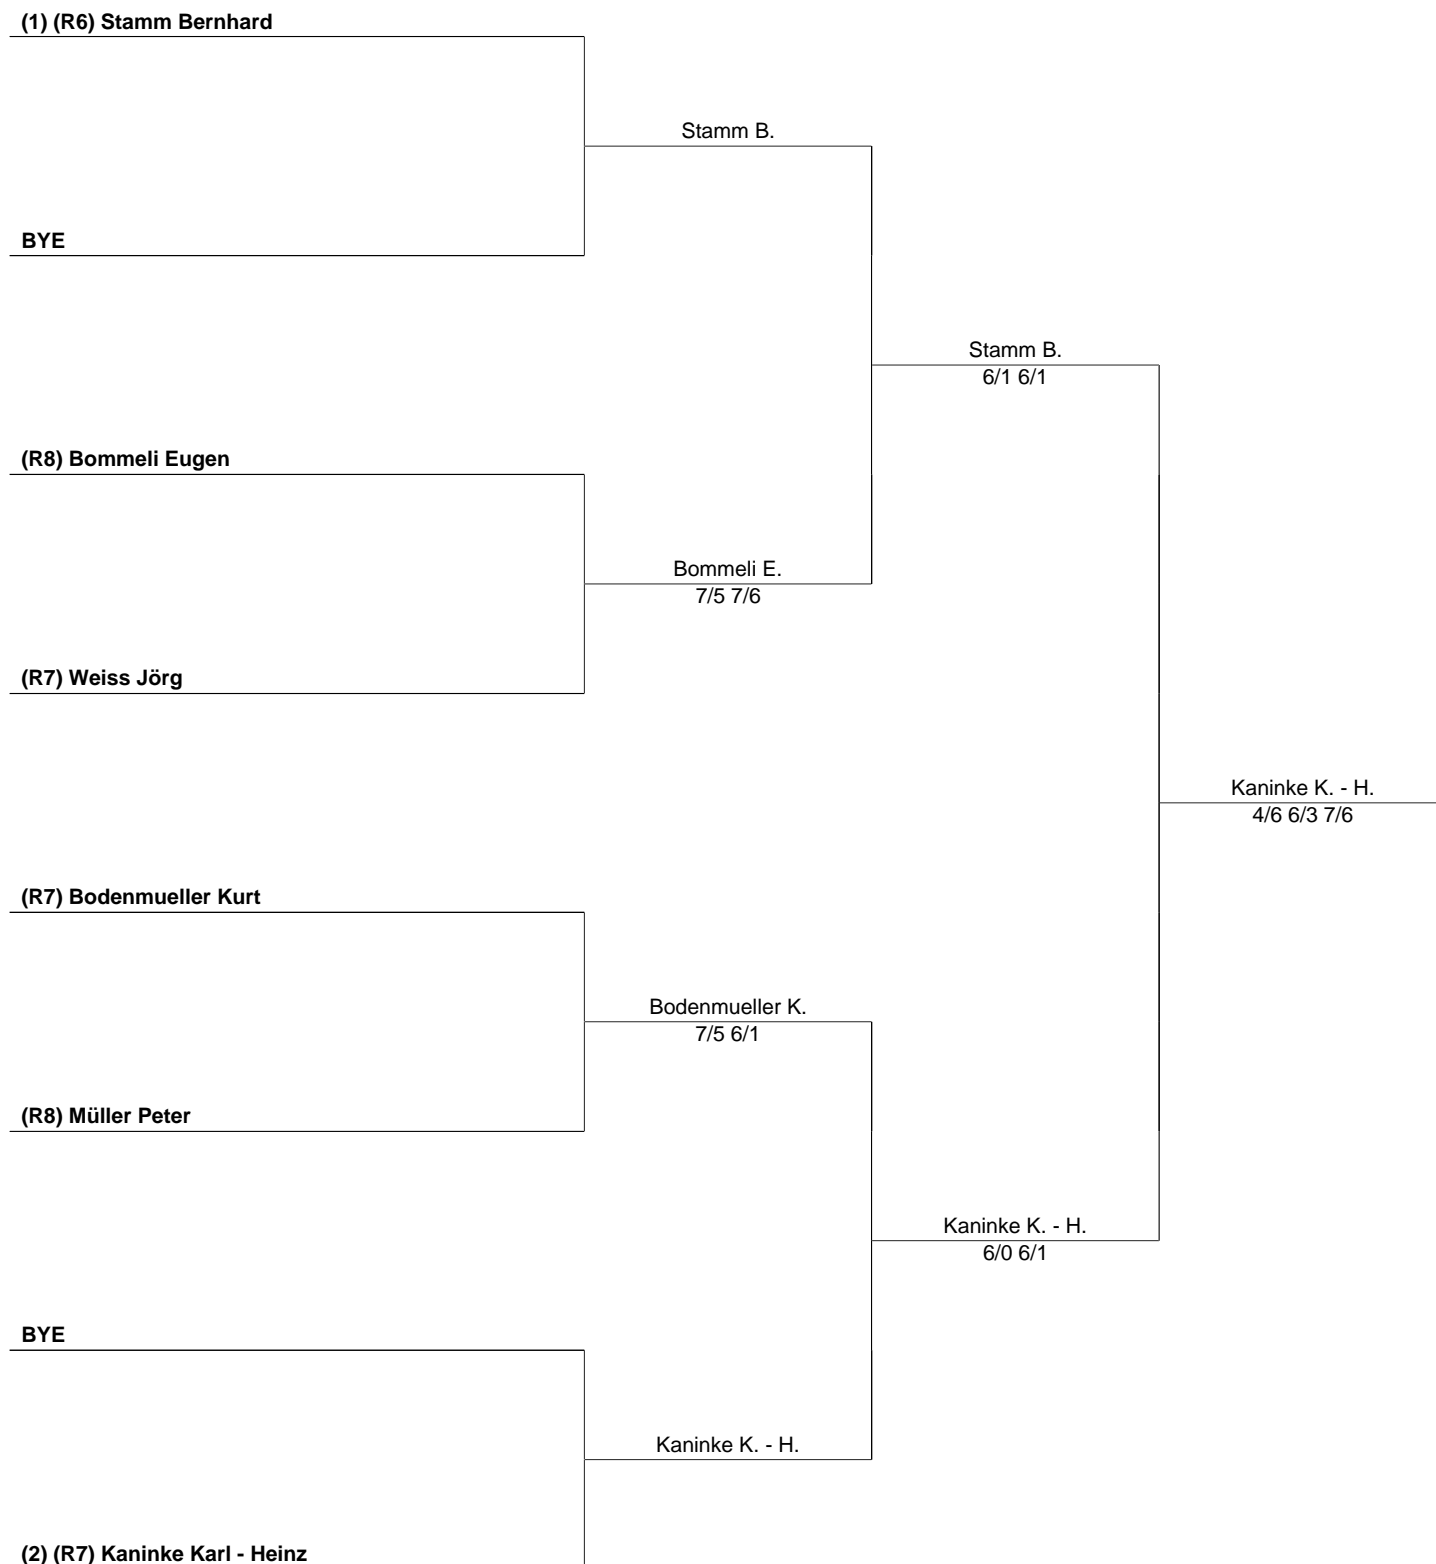 (1) (R6) Stamm Bernhard
Stamm B.
BYE
Stamm B.
6/1 6/1
(R8) Bommeli Eugen
Bommeli E.
7/5 7/6
(R7) Weiss Jörg
Kaninke K. - H.
4/6 6/3 7/6
(R7) Bodenmueller Kurt
Bodenmueller K.
7/5 6/1
(R8) Müller Peter
Kaninke K. - H.
6/0 6/1
BYE
Kaninke K. - H.
(2) (R7) Kaninke Karl - Heinz